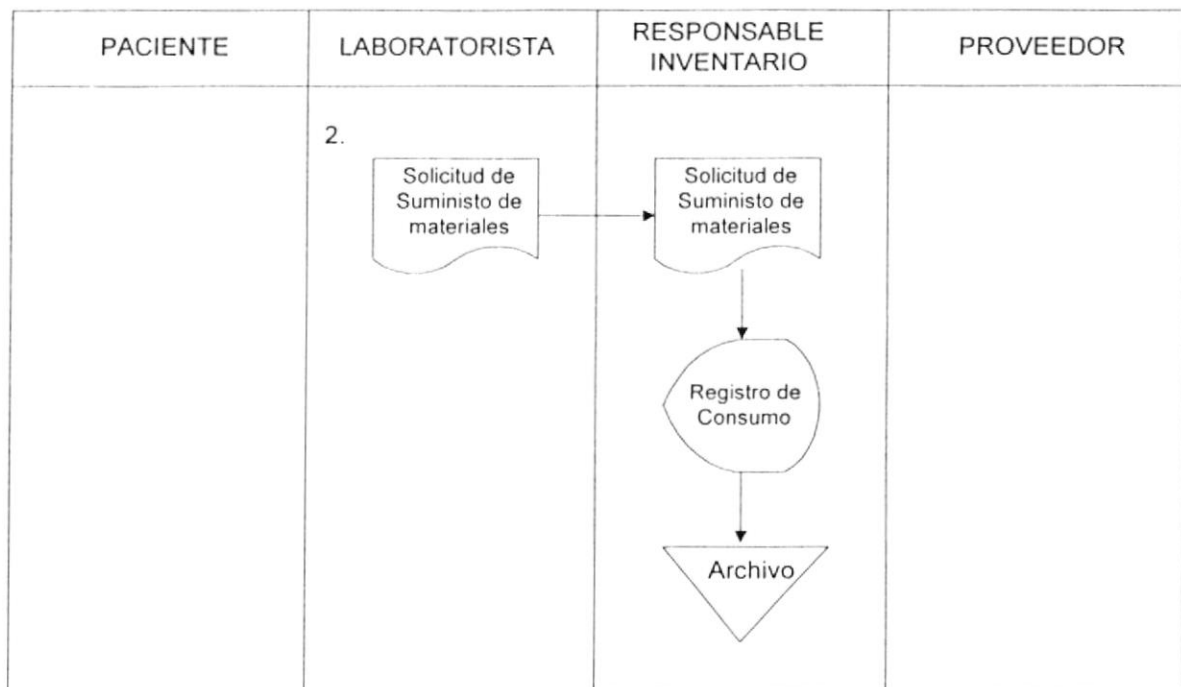 PACIENTE
LABORATORISTA
RESPONSABLE
INVENTARIO
PROVEEDOR
2.
Solicitud de
Suministo de
materiales
Solicitud de
Suministo de
materiales
Registro de
Consumo
Archivo